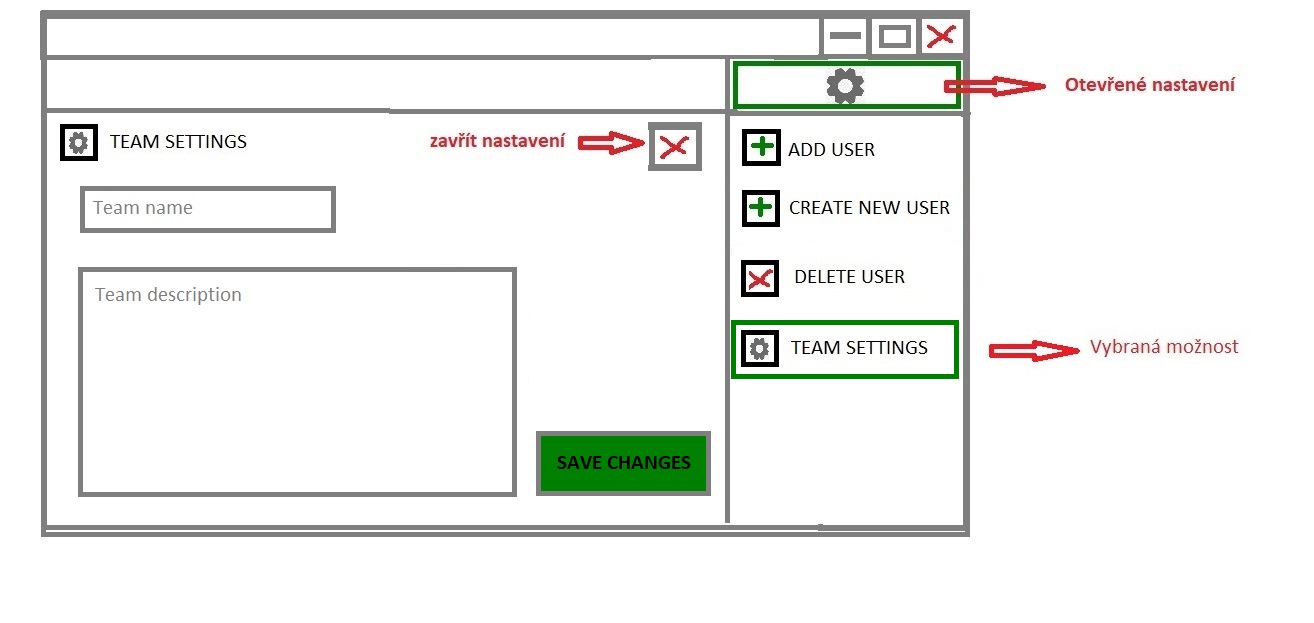 Otevřené nastavení
TEAM SETTINGS
zavřít nastavení
ADD USER
Team name
CREATE NEW USER
DELETE USER
Team description
TEAM SETTINGS
Vybraná možnost
SAVE CHANGES